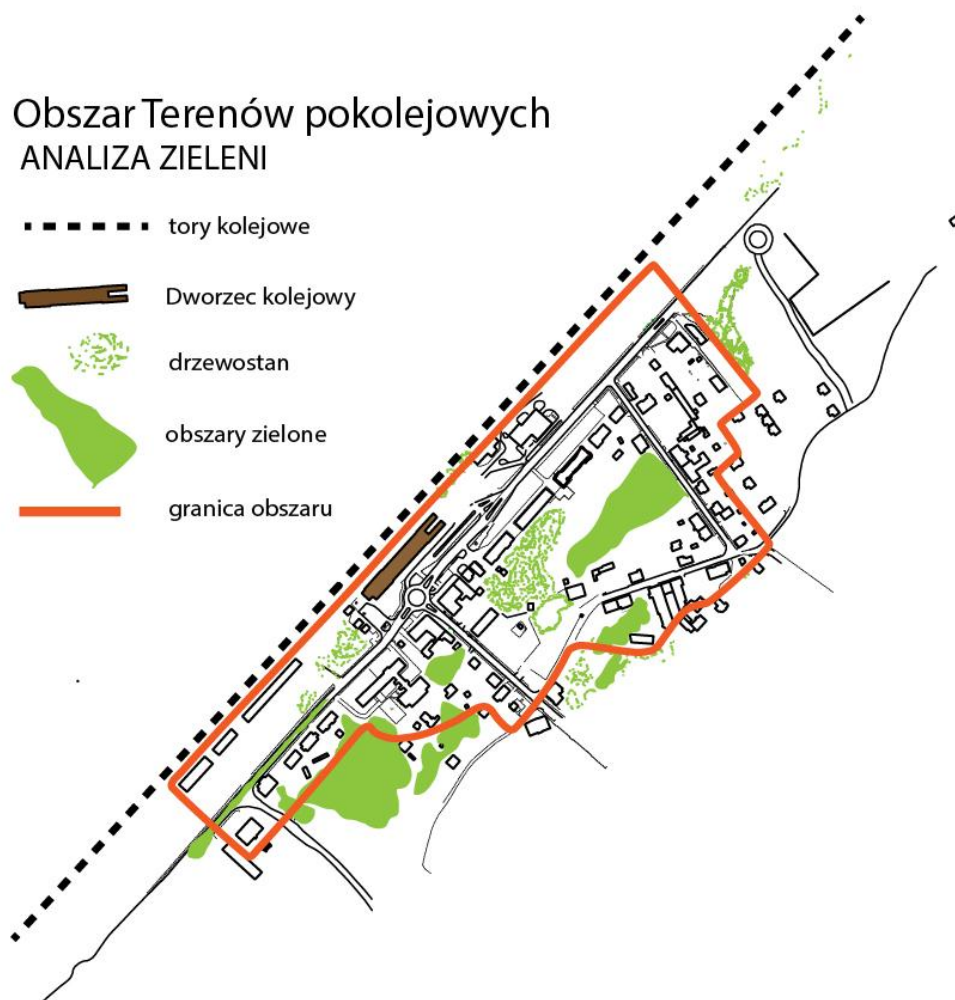 Obszar Terenów pokolejowych
ANALIZA ZIELENI
tory kolejowe
Dworzec kolejowy
drzewostan
obszary zielone
granica obszaru